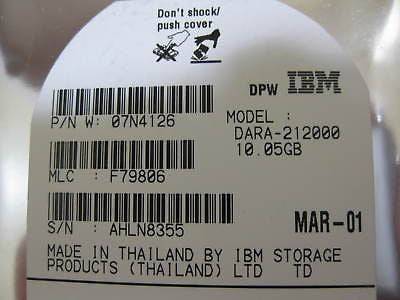 Don't shock/
push cover
DPW IBM
P/N W: 07N4126
MODEL :
DARA-212000
10.05GB
MLC : F79806
S/N : AHLN8355
MAR-01
MADE IN THAILAND BY IBM STORAGE
PRODUCTS (THAILAND) LTD TD